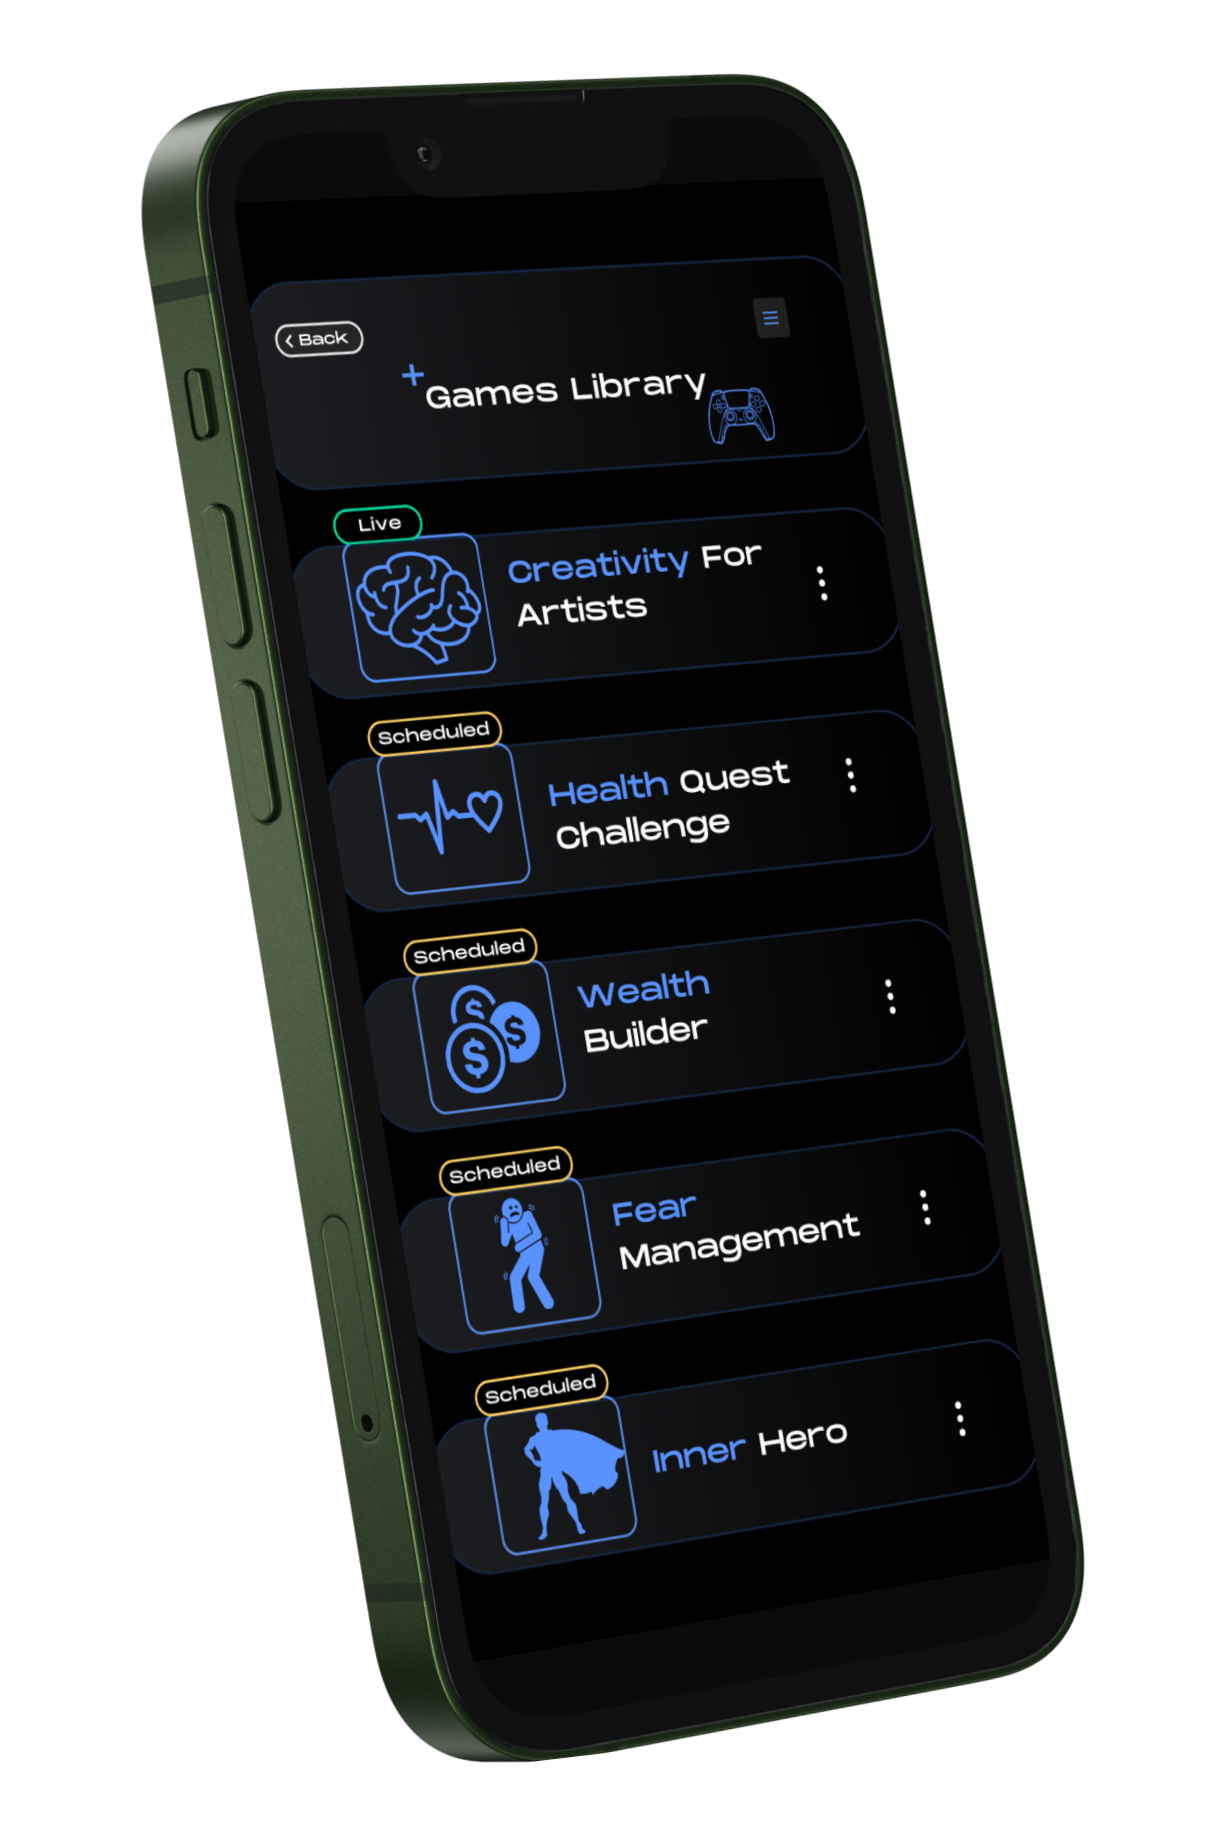 Back
Games Library
Live
Creativity For
Artists
Scheduled
Health Quest
Challenge
Scheduled
Wealth
Builder
Scheduled
Fear
Management
Scheduled
Inner Hero